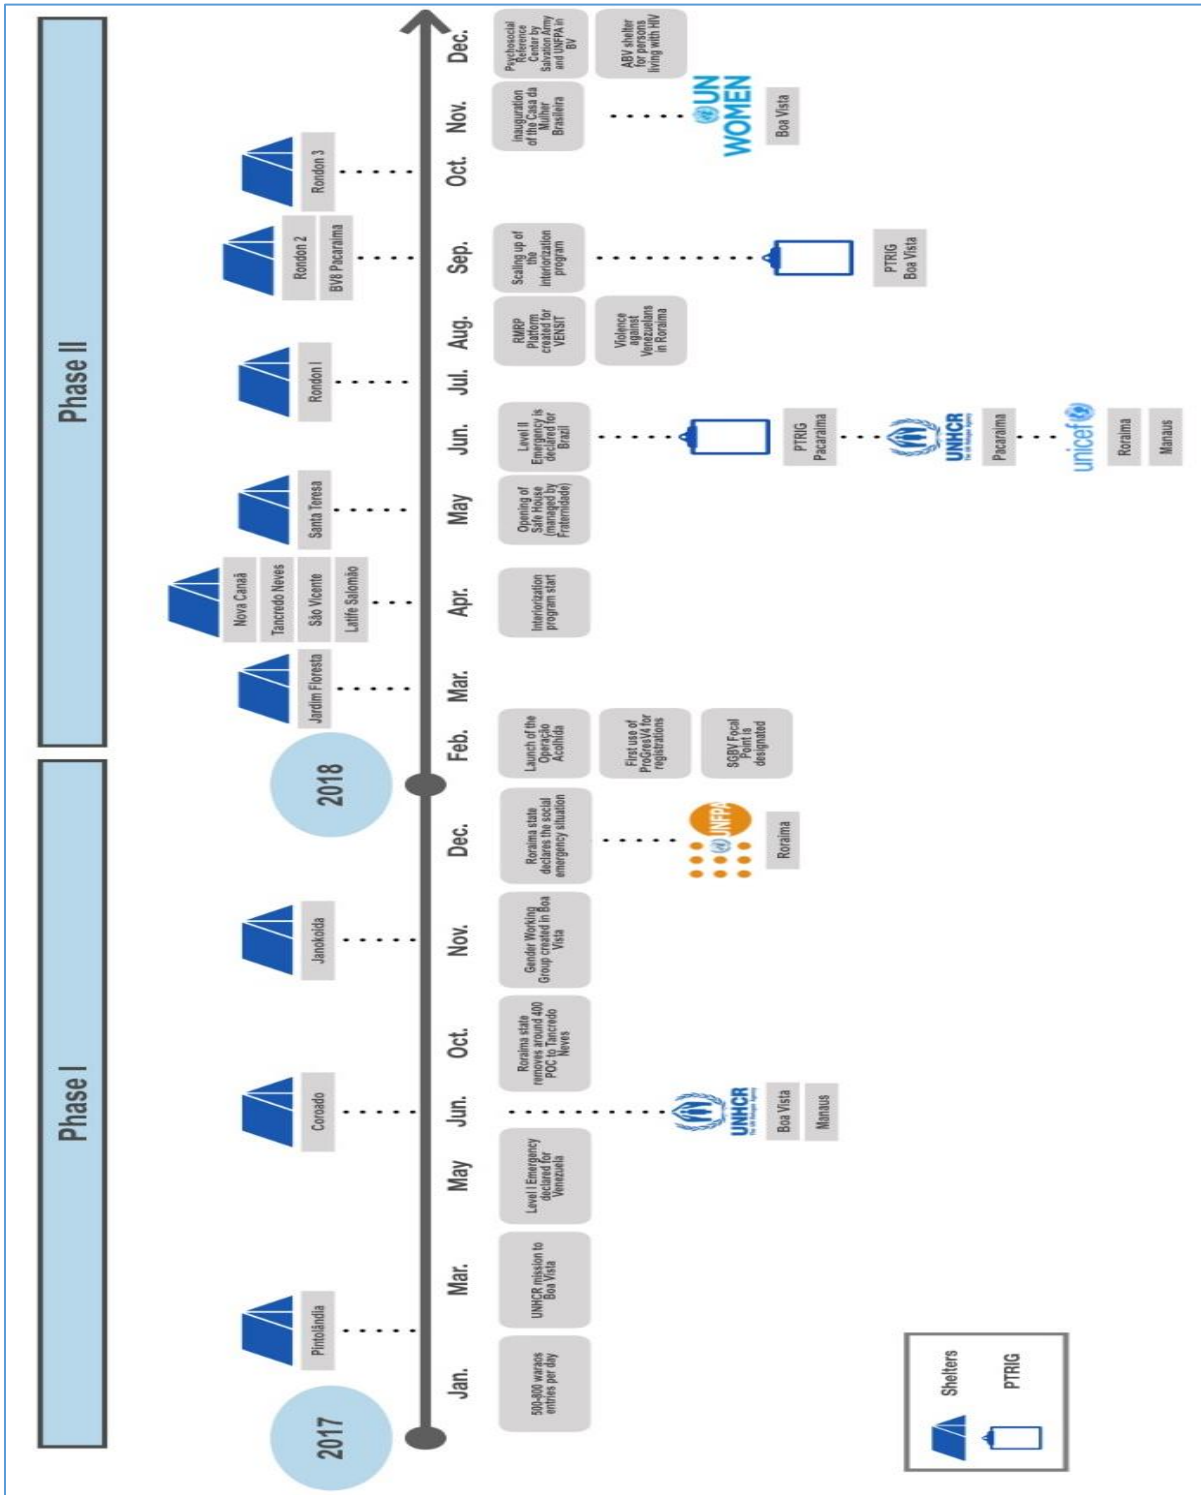 Phase I
Phase II
2017
Pintolândia
Coroado
Janokoida
2018
Jardim Floresta
Nova Canaã
Tancredo Neves
São Vicente
Latife Salomão
Santa Teresa
Rondon I
Rondon 2
BV8 Pacaraima
Rondon 3
Jan.
Mar.
May
Jun.
Oct.
Nov.
Dec.
Feb.
Mar.
Apr.
May
Jun.
Jul.
Aug.
Sep.
Oct.
Nov.
Dec.
500-800 waraos
entries per day
UNHCR mission to
Boa Vista
Level I Emergency
declared for
Venezuela
UNHCR
The UN Refugee Agency
Boa Vista
Manaus
Roraima state
removes around 400
POC to Tancredo
Neves
Gender Working
Group created in Boa
Vista
Roraima state
declares the social
emergency situation
UNFPA
Roraima
Launch of the
Operação
Acolhida
First use of
ProGresV4 for
registrations
SGBV Focal
Point is
designated
Interiorization
program start
Opening of
Safe House
(managed by
Fraternidade)
Level II
Emergency is
declared for
Brazil
PTRIG
Pacaraima
UNHCR
The UN Refugee Agency
Pacaraima
unicef
Roraima
Manaus
RMRP
Platform
created for
VENSIT
Violence
against
Venezuelans
in Roraima
Scaling up of
the
interiorization
program
PTRIG
Boa Vista
inauguration
of the Casa da
Mulher
Brasileira
UN
WOMEN
Boa Vista
Psychosocial
Reference
Center by
Salvation Army
and UNFPA in
BV
ABV shelter
for persons
living with HIV
Shelters
PTRIG